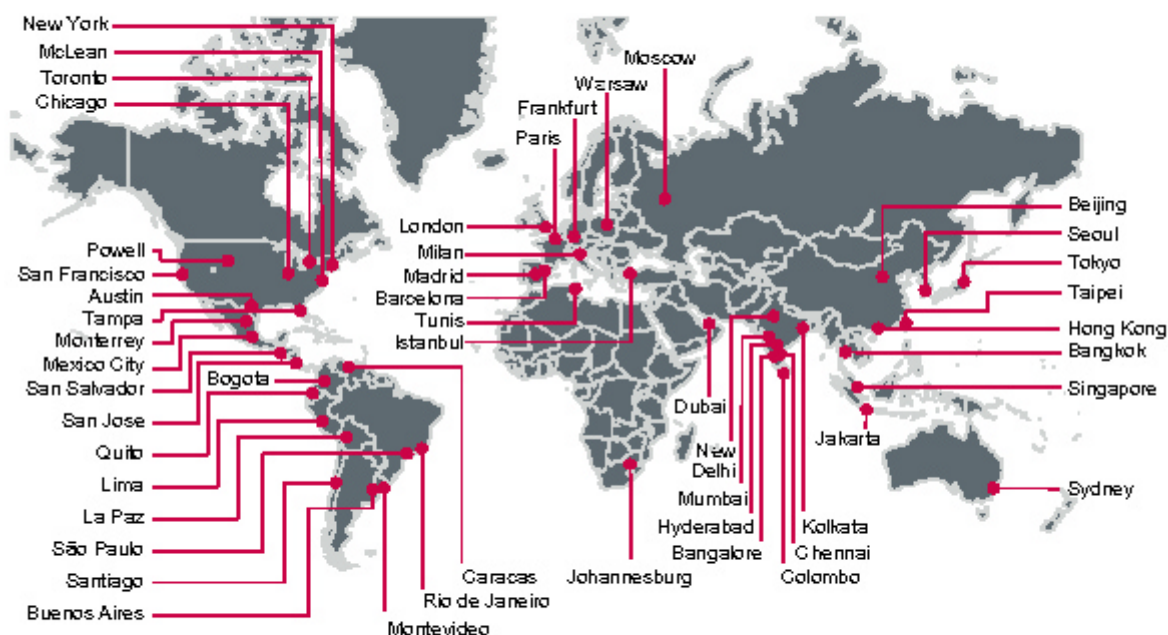 New York
McLean
Toronto
Chicago
Moscow
Warsaw
Frankfurt
Paris
London
Milan
Madrid
Barcelona
Tunis
Istanbul
Powell
San Francisco
Austin
Tampa
Monterrey
Mexico City
San Salvador
Bogota
San Jose
Quito
Lima
La Paz
São Paulo
Santiago
Buenos Aires
Caracas
Rio de Janeiro
Montevideo
Johannesburg
Dubai
New
Delhi
Mumbai
Hyderabad
Bangalore
Kolkata
Chennai
Colombo
Beijing
Seoul
Tokyo
Taipei
Hong Kong
Bangkok
Singapore
Jakarta
Sydney